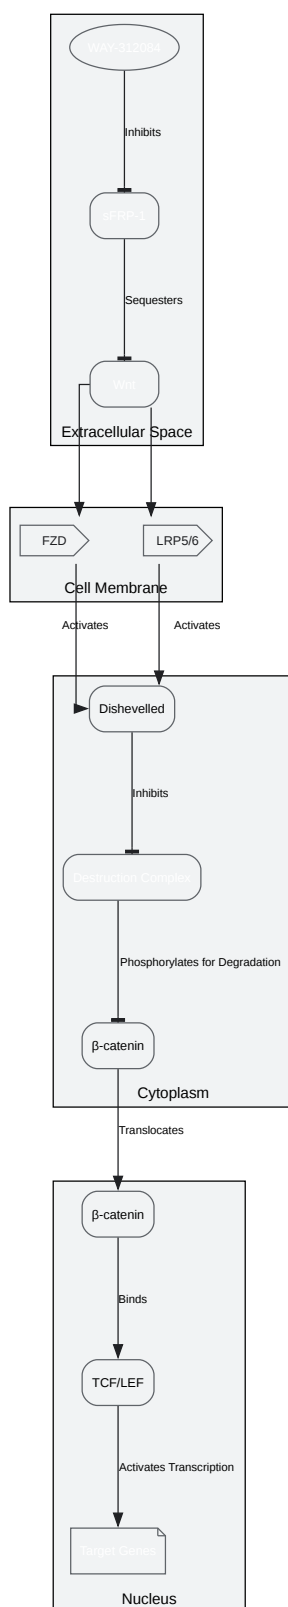 WAY-312084
Inhibits
sFRP-1
Sequesters
Wnt
Extracellular Space
FZD
LRP5/6
Cell Membrane
Activates
Activates
Dishevelled
Inhibits
Destruction Complex
Phosphorylates for Degradation
β-catenin
Cytoplasm
Translocates
β-catenin
Binds
TCF/LEF
Activates Transcription
Target Genes
Nucleus